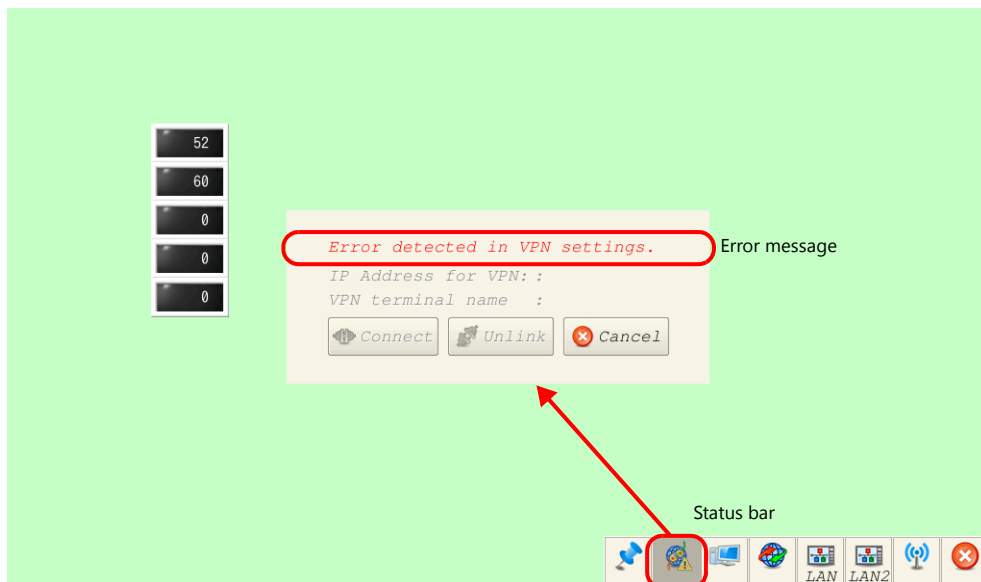 52
60
0
0
0
Error detected in VPN settings.
Error message
IP Address for VPN: :
VPN terminal name :
Connect Unlink Cancel
Status bar
LAN LAN2